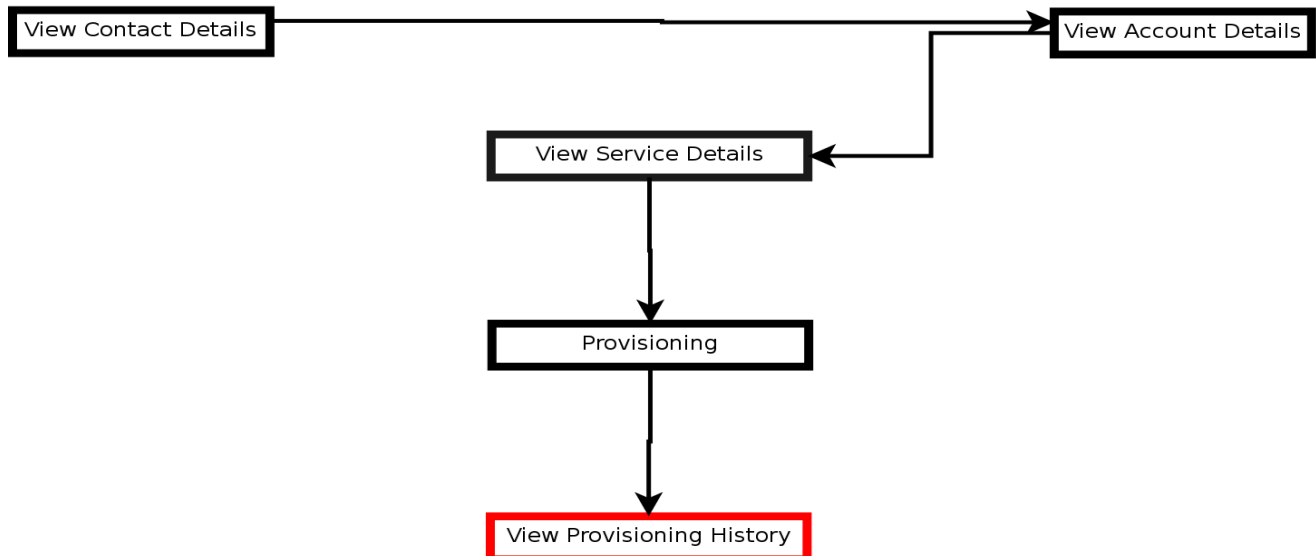 View Contact Details
View Account Details
View Service Details
Provisioning
View Provisioning History